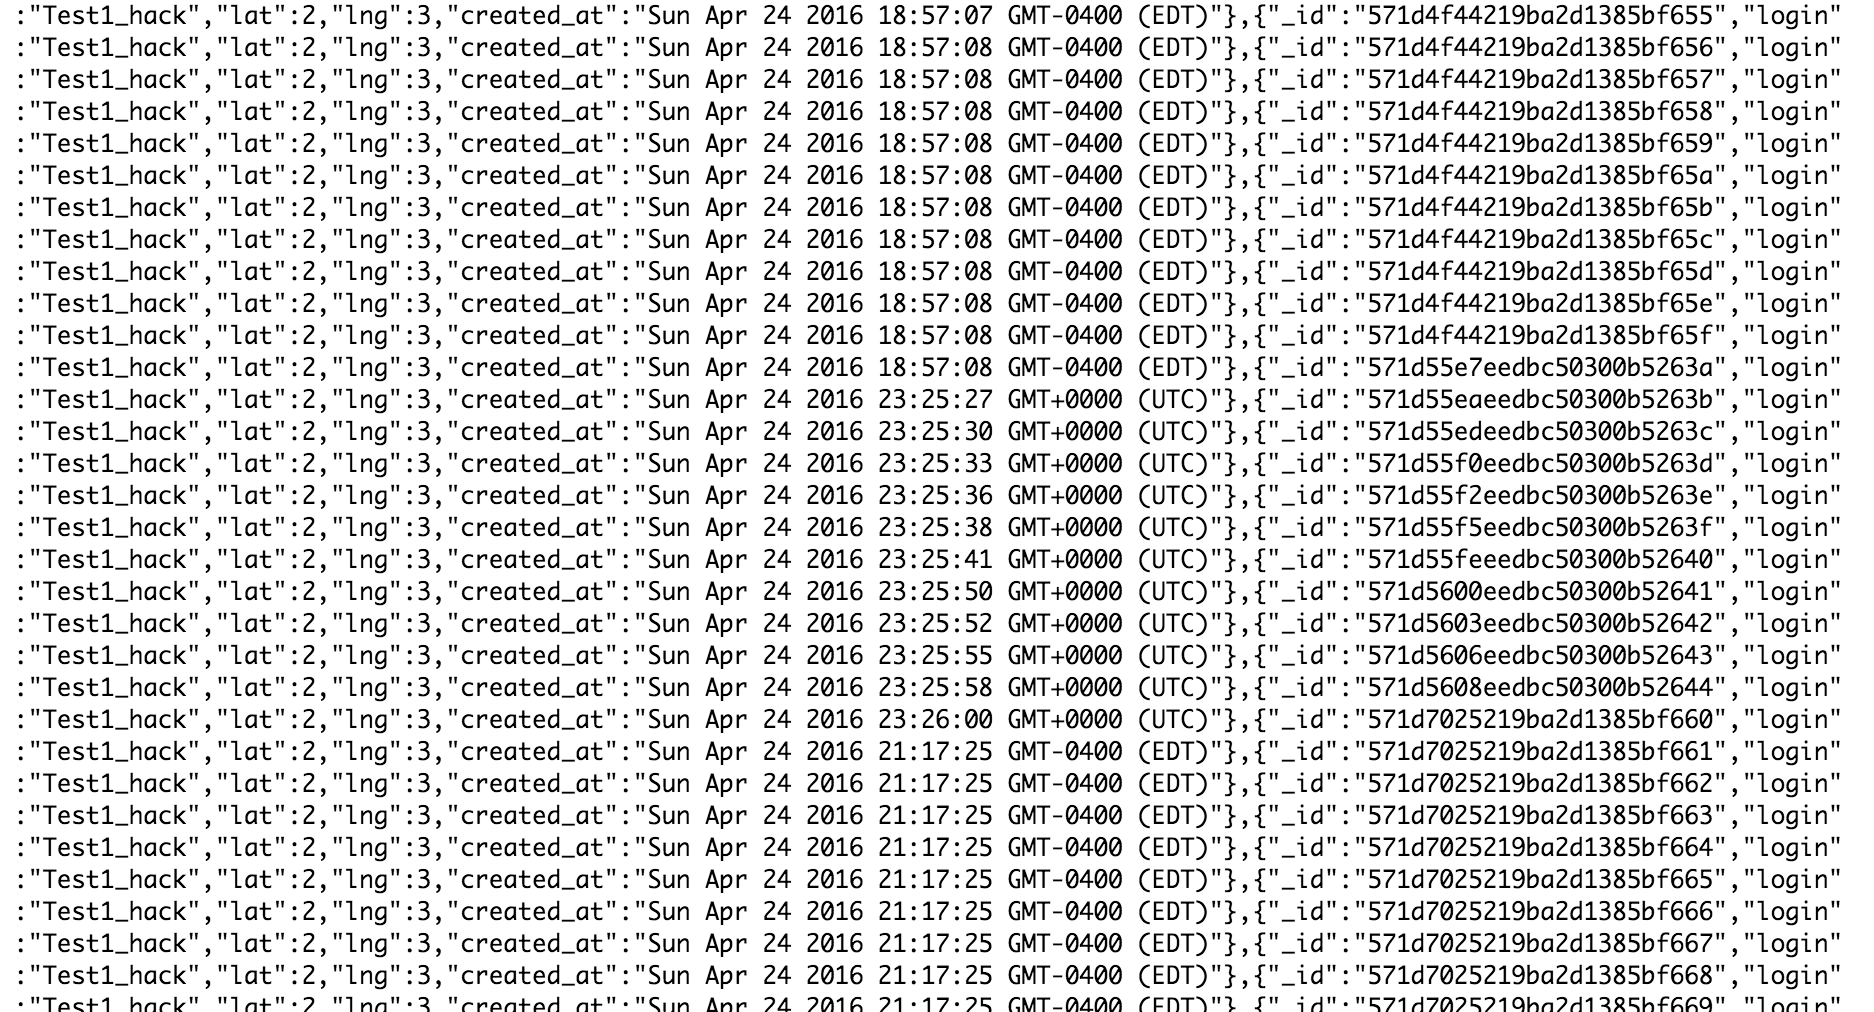 :"Test1_hack","lat":2,"lng":3,"created_at":"Sun Apr 24 2016 18:57:07 GMT-0400 (EDT)"},{"_id":"571d4f44219ba2d1385bf655","login"
:"Test1_hack","lat":2,"lng":3,"created_at":"Sun Apr 24 2016 18:57:08 GMT-0400 (EDT)"},{"_id":"571d4f44219ba2d1385bf656","login"
:"Test1_hack","lat":2,"lng":3,"created_at":"Sun Apr 24 2016 18:57:08 GMT-0400 (EDT)"},{"_id":"571d4f44219ba2d1385bf657","login"
:"Test1_hack","lat":2,"lng":3,"created_at":"Sun Apr 24 2016 18:57:08 GMT-0400 (EDT)"},{"_id":"571d4f44219ba2d1385bf658","login"
:"Test1_hack","lat":2,"lng":3,"created_at":"Sun Apr 24 2016 18:57:08 GMT-0400 (EDT)"},{"_id":"571d4f44219ba2d1385bf659","login"
:"Test1_hack","lat":2,"lng":3,"created_at":"Sun Apr 24 2016 18:57:08 GMT-0400 (EDT)"},{"_id":"571d4f44219ba2d1385bf65a","login"
:"Test1_hack","lat":2,"lng":3,"created_at":"Sun Apr 24 2016 18:57:08 GMT-0400 (EDT)"},{"_id":"571d4f44219ba2d1385bf65b","login"
:"Test1_hack","lat":2,"lng":3,"created_at":"Sun Apr 24 2016 18:57:08 GMT-0400 (EDT)"},{"_id":"571d4f44219ba2d1385bf65c","login"
:"Test1_hack","lat":2,"lng":3,"created_at":"Sun Apr 24 2016 18:57:08 GMT-0400 (EDT)"},{"_id":"571d4f44219ba2d1385bf65d","login"
:"Test1_hack","lat":2,"lng":3,"created_at":"Sun Apr 24 2016 18:57:08 GMT-0400 (EDT)"},{"_id":"571d4f44219ba2d1385bf65e","login"
:"Test1_hack","lat":2,"lng":3,"created_at":"Sun Apr 24 2016 18:57:08 GMT-0400 (EDT)"},{"_id":"571d4f44219ba2d1385bf65f","login"
:"Test1_hack","lat":2,"lng":3,"created_at":"Sun Apr 24 2016 18:57:08 GMT-0400 (EDT)"},{"_id":"571d55e7eedbc50300b5263a","login"
:"Test1_hack","lat":2,"lng":3,"created_at":"Sun Apr 24 2016 23:25:27 GMT+0000 (UTC)"},{"_id":"571d55eaeedbc50300b5263b","login"
:"Test1_hack","lat":2,"lng":3,"created_at":"Sun Apr 24 2016 23:25:30 GMT+0000 (UTC)"},{"_id":"571d55edeedbc50300b5263c","login"
:"Test1_hack","lat":2,"lng":3,"created_at":"Sun Apr 24 2016 23:25:33 GMT+0000 (UTC)"},{"_id":"571d55f0eedbc50300b5263d","login"
:"Test1_hack","lat":2,"lng":3,"created_at":"Sun Apr 24 2016 23:25:36 GMT+0000 (UTC)"},{"_id":"571d55f2eedbc50300b5263e","login"
:"Test1_hack","lat":2,"lng":3,"created_at":"Sun Apr 24 2016 23:25:38 GMT+0000 (UTC)"},{"_id":"571d55f5eedbc50300b5263f","login"
:"Test1_hack","lat":2,"lng":3,"created_at":"Sun Apr 24 2016 23:25:41 GMT+0000 (UTC)"},{"_id":"571d55feeedbc50300b52640","login"
:"Test1_hack","lat":2,"lng":3,"created_at":"Sun Apr 24 2016 23:25:50 GMT+0000 (UTC)"},{"_id":"571d5600eedbc50300b52641","login"
:"Test1_hack","lat":2,"lng":3,"created_at":"Sun Apr 24 2016 23:25:52 GMT+0000 (UTC)"},{"_id":"571d5603eedbc50300b52642","login"
:"Test1_hack","lat":2,"lng":3,"created_at":"Sun Apr 24 2016 23:25:55 GMT+0000 (UTC)"},{"_id":"571d5606eedbc50300b52643","login"
:"Test1_hack","lat":2,"lng":3,"created_at":"Sun Apr 24 2016 23:25:58 GMT+0000 (UTC)"},{"_id":"571d5608eedbc50300b52644","login"
:"Test1_hack","lat":2,"lng":3,"created_at":"Sun Apr 24 2016 23:26:00 GMT+0000 (UTC)"},{"_id":"571d7025219ba2d1385bf660","login"
:"Test1_hack","lat":2,"lng":3,"created_at":"Sun Apr 24 2016 21:17:25 GMT-0400 (EDT)"},{"_id":"571d7025219ba2d1385bf661","login"
:"Test1_hack","lat":2,"lng":3,"created_at":"Sun Apr 24 2016 21:17:25 GMT-0400 (EDT)"},{"_id":"571d7025219ba2d1385bf662","login"
:"Test1_hack","lat":2,"lng":3,"created_at":"Sun Apr 24 2016 21:17:25 GMT-0400 (EDT)"},{"_id":"571d7025219ba2d1385bf663","login"
:"Test1_hack","lat":2,"lng":3,"created_at":"Sun Apr 24 2016 21:17:25 GMT-0400 (EDT)"},{"_id":"571d7025219ba2d1385bf664","login"
:"Test1_hack","lat":2,"lng":3,"created_at":"Sun Apr 24 2016 21:17:25 GMT-0400 (EDT)"},{"_id":"571d7025219ba2d1385bf665","login"
:"Test1_hack","lat":2,"lng":3,"created_at":"Sun Apr 24 2016 21:17:25 GMT-0400 (EDT)"},{"_id":"571d7025219ba2d1385bf666","login"
:"Test1_hack","lat":2,"lng":3,"created_at":"Sun Apr 24 2016 21:17:25 GMT-0400 (EDT)"},{"_id":"571d7025219ba2d1385bf667","login"
:"Test1_hack","lat":2,"lng":3,"created_at":"Sun Apr 24 2016 21:17:25 GMT-0400 (EDT)"},{"_id":"571d7025219ba2d1385bf668","login"
:"Test1_hack","lat":2,"lng":3,"created_at":"Sun Apr 24 2016 21:17:25 GMT-0400 (EDT)"},{"_id":"571d7025219ba2d1385bf669","login"